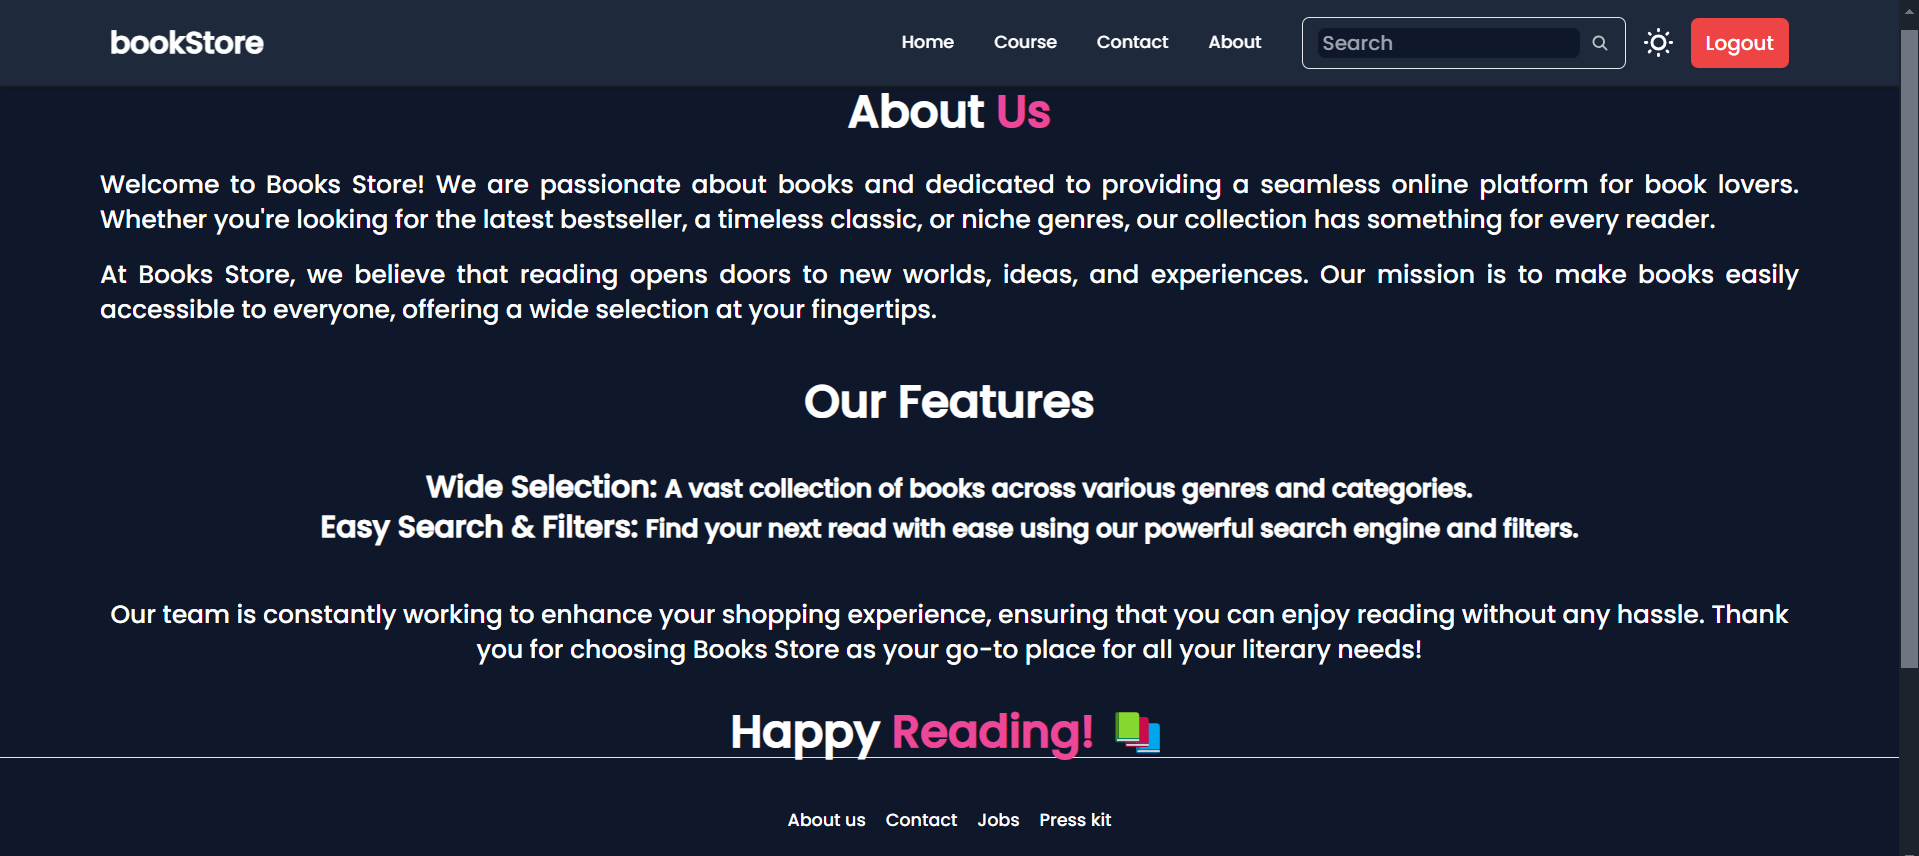 bookStore
Home Course Contact About Search Logout
About Us
Welcome to Books Store! We are passionate about books and dedicated to providing a seamless online platform for book lovers.
Whether you're looking for the latest bestseller, a timeless classic, or niche genres, our collection has something for every reader.
At Books Store, we believe that reading opens doors to new worlds, ideas, and experiences. Our mission is to make books easily
accessible to everyone, offering a wide selection at your fingertips.
Our Features
Wide Selection: A vast collection of books across various genres and categories.
Easy Search & Filters: Find your next read with ease using our powerful search engine and filters.
Our team is constantly working to enhance your shopping experience, ensuring that you can enjoy reading without any hassle. Thank
you for choosing Books Store as your go-to place for all your literary needs!
Happy Reading! 📚
About us Contact Jobs Press kit